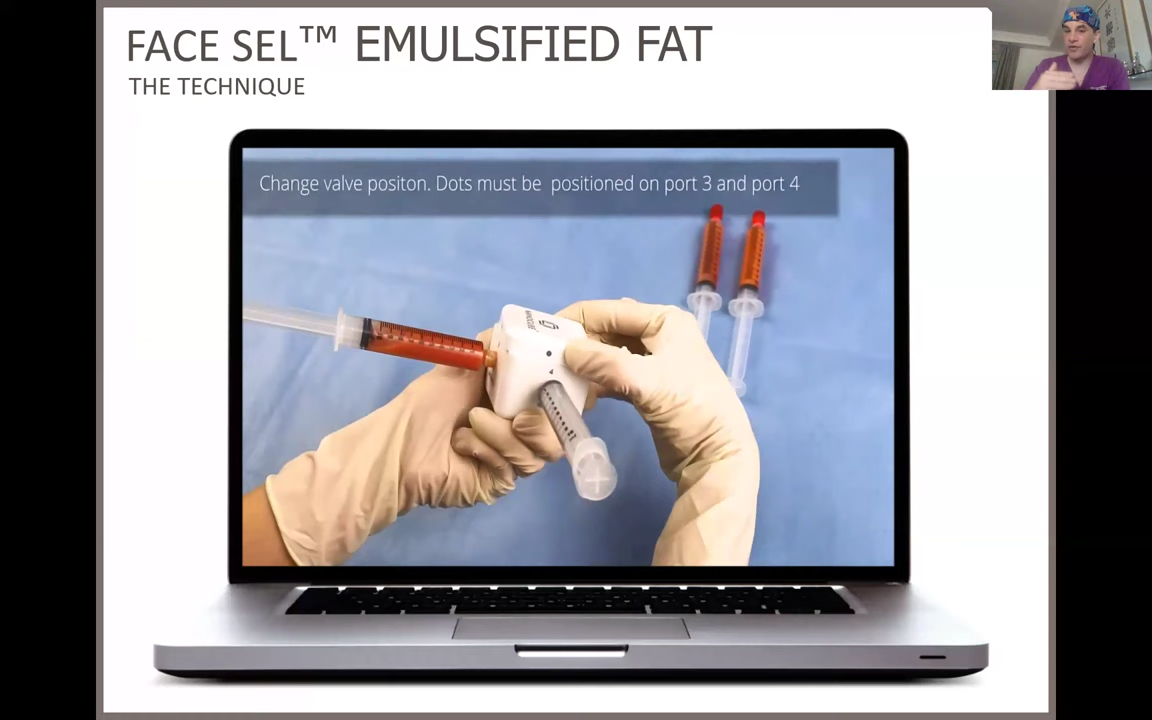 FACE SEL™ EMULSIFIED FAT
THE TECHNIQUE
Change valve positon. Dots must be positioned on port 3 and port 4